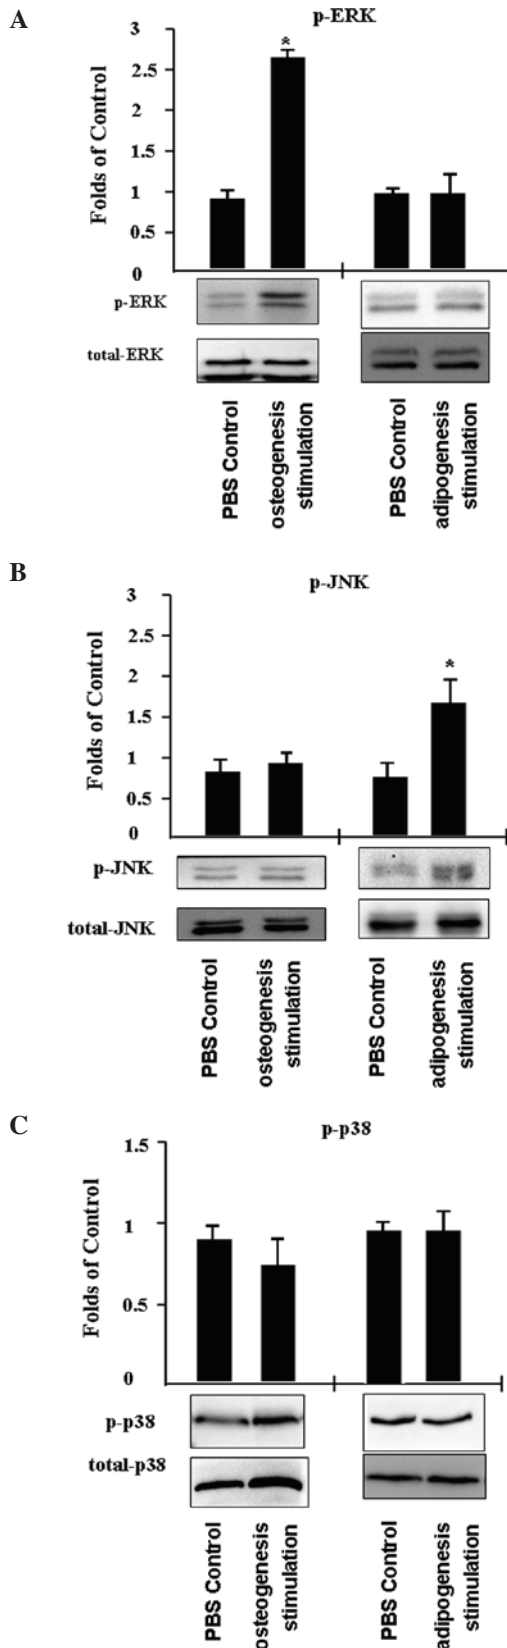 A
p-ERK
3
2.5
2
1.5
1
0.5
0
Folds of Control
*
p-ERK
total-ERK
PBS Control
osteogenesis
stimulation
PBS Control
adipogenesis
stimulation
B
p-JNK
3
2.5
2
1.5
1
0.5
0
Folds of Control
*
p-JNK
total-JNK
PBS Control
osteogenesis
stimulation
PBS Control
adipogenesis
stimulation
C
p-p38
1.5
1
0.5
0
Folds of Control
p-p38
total-p38
PBS Control
osteogenesis
stimulation
PBS Control
adipogenesis
stimulation